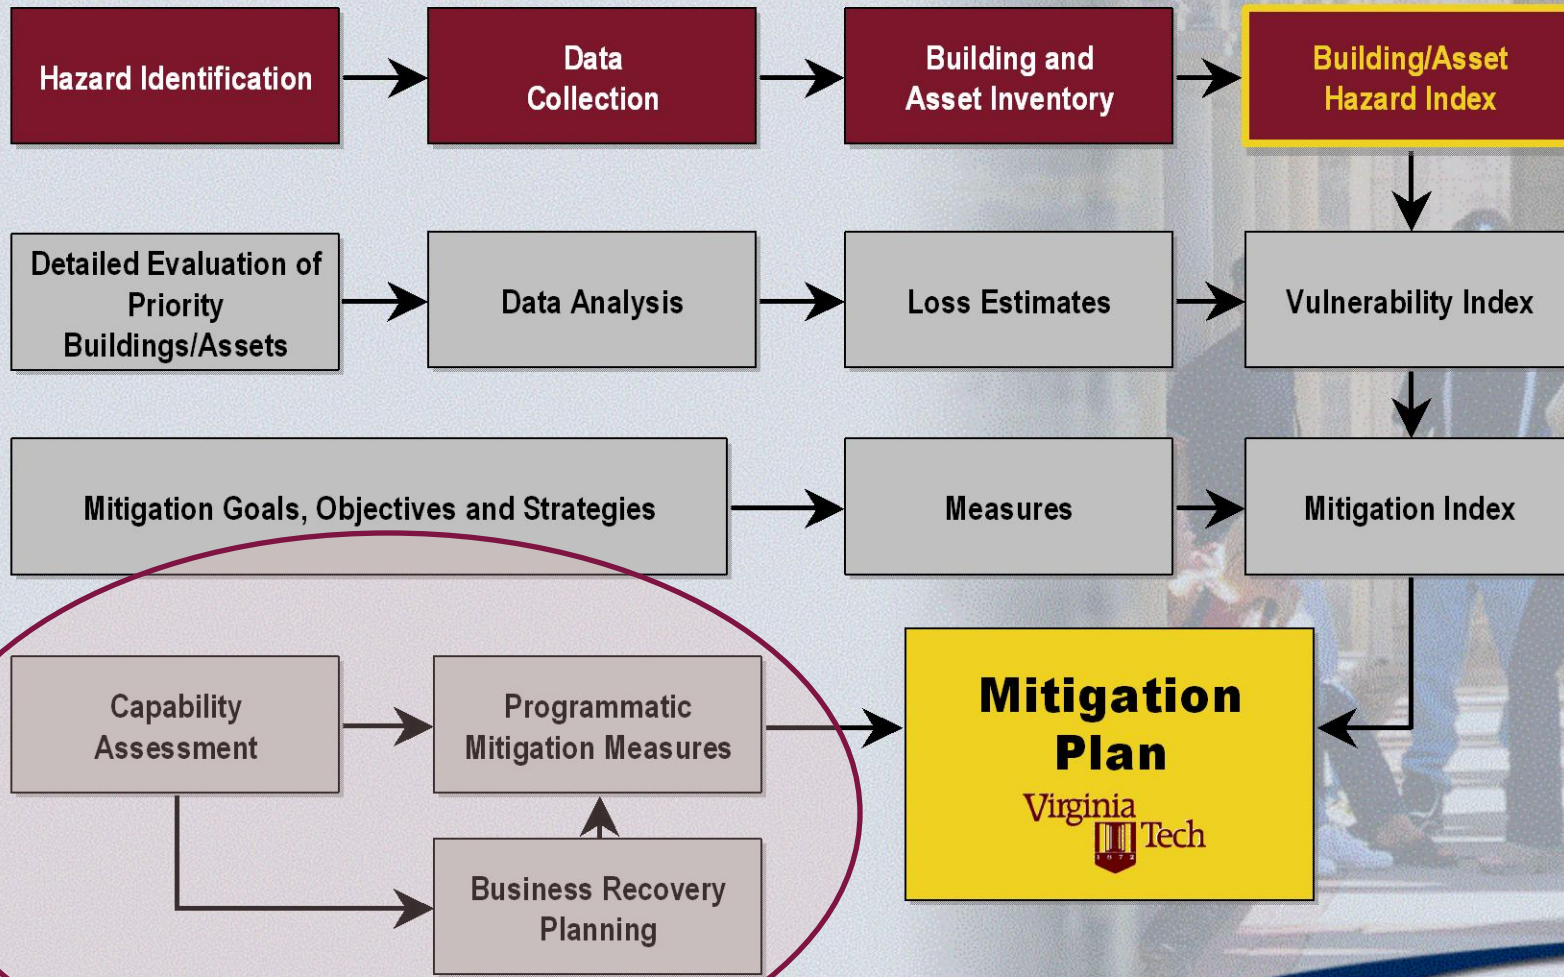 Hazard Identification
Data
Collection
Building and
Asset Inventory
Building/Asset
Hazard Index
Detailed Evaluation of
Priority
Buildings/Assets
Data Analysis
Loss Estimates
Vulnerability Index
Mitigation Goals, Objectives and Strategies
Measures
Mitigation Index
Capability
Assessment
Programmatic
Mitigation Measures
Business Recovery
Planning
Mitigation
Plan
Virginia
Tech
1872